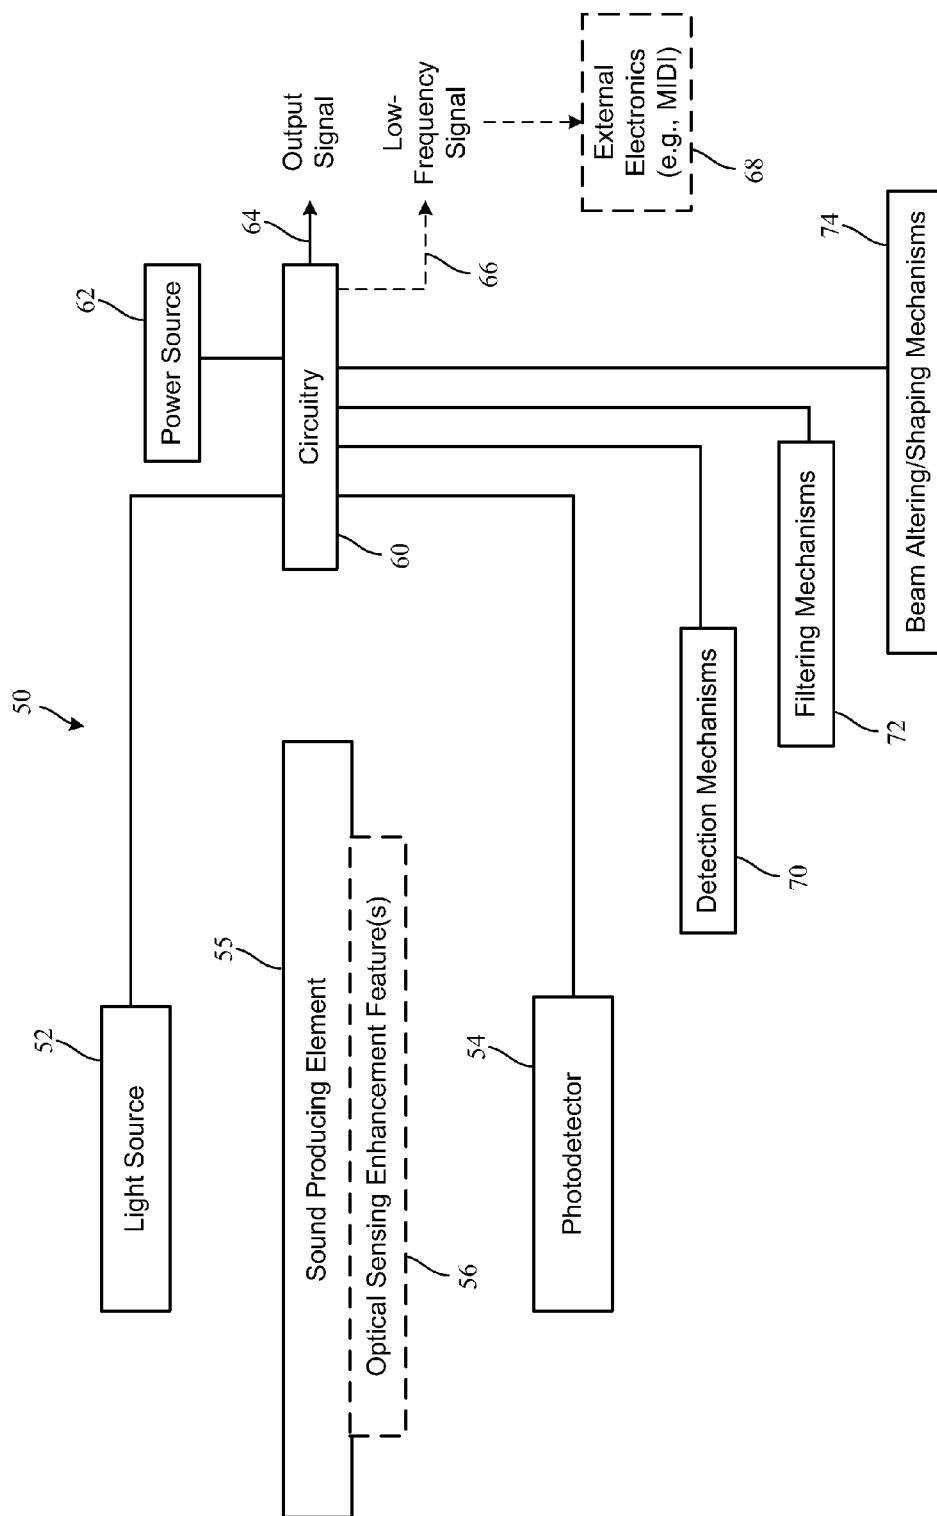 50
52
Light Source
55
Sound Producing Element
Optical Sensing Enhancement Feature(s)
56
54
Photodetector
62
Power Source
Circuitry
60
64
Output
Signal
66
Low-
Frequency
Signal
External
Electronics
(e.g., MIDI)
68
Detection Mechanisms
70
Filtering Mechanisms
72
74
Beam Altering/Shaping Mechanisms